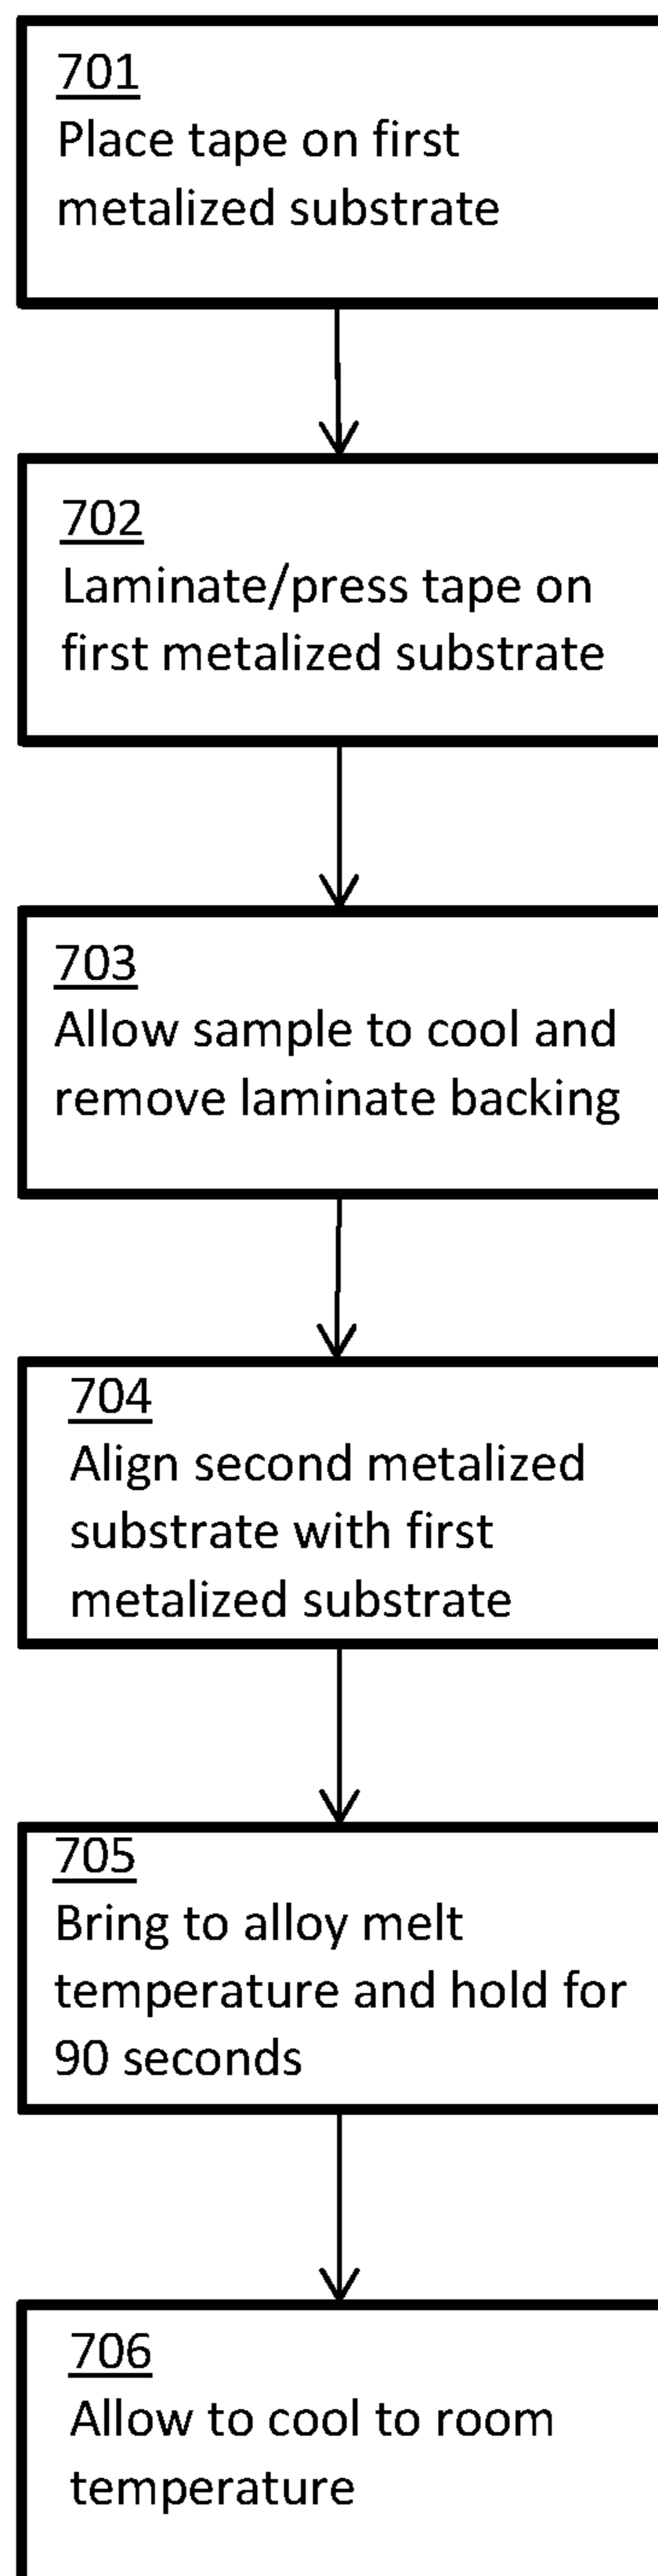 701
Place tape on first
metalized substrate
702
Laminate/press tape on
first metalized substrate
703
Allow sample to cool and
remove laminate backing
704
Align second metalized
substrate with first
metalized substrate
705
Bring to alloy melt
temperature and hold for
90 seconds
706
Allow to cool to room
temperature